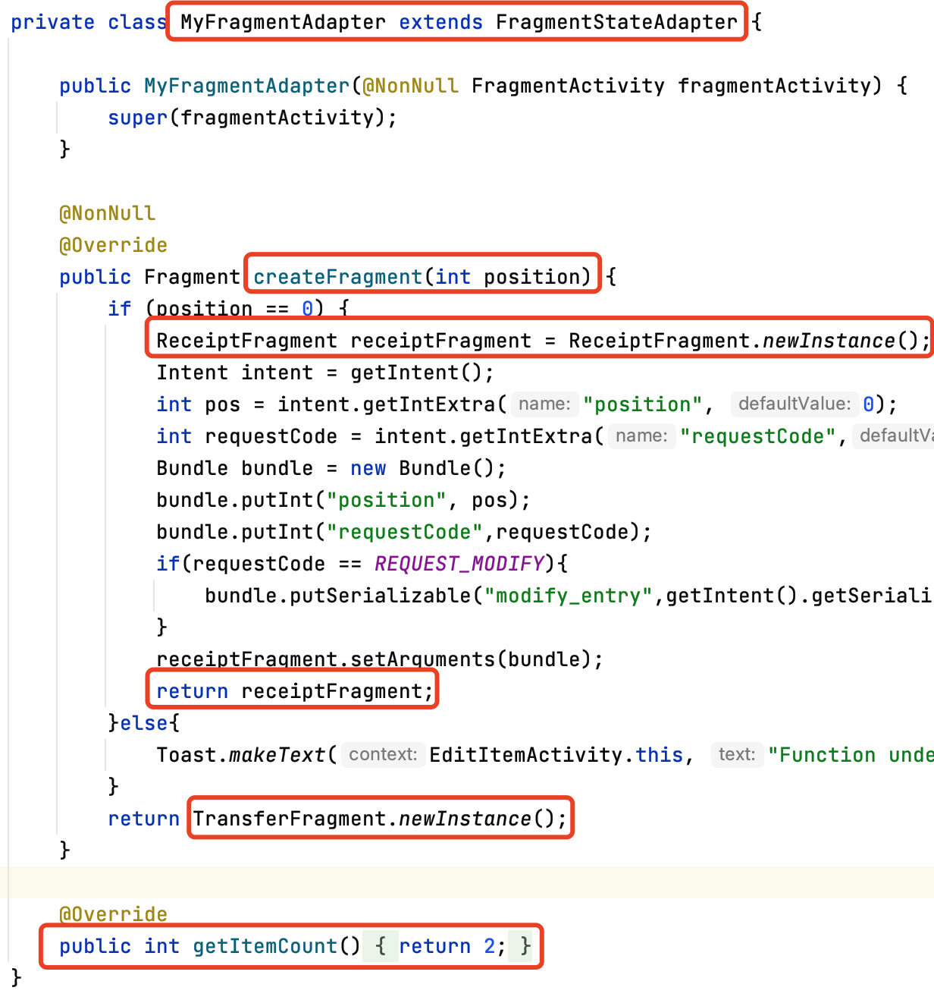 private class MyFragmentAdapter extends FragmentStateAdapter {
public MyFragmentAdapter(@NonNull FragmentActivity fragmentActivity) {
super(fragmentActivity);
}
@NonNull
@Override
public Fragment createFragment(int position) {
if (position == 0) {
ReceiptFragment receiptFragment = ReceiptFragment.newInstance();
Intent intent = getIntent();
int pos = intent.getIntExtra( name: "position", defaultValue: 0);
int requestCode = intent.getIntExtra( name: "requestCode", defaultVa
Bundle bundle = new Bundle();
bundle.putInt("position", pos);
bundle.putInt("requestCode",requestCode);
if(requestCode == REQUEST_MODIFY){
bundle.putSerializable("modify_entry",getIntent().getSeriali
}
receiptFragment.setArguments(bundle);
return receiptFragment;
}else{
Toast.makeText( context: EditItemActivity.this, text: "Function unde
}
return TransferFragment.newInstance();
}
@Override
public int getItemCount() { return 2; }
}